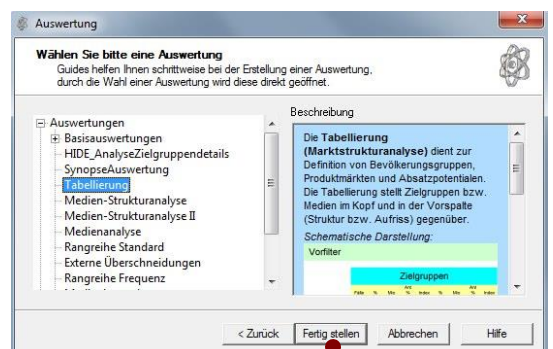 Auswertung
Wählen Sie bitte eine Auswertung
Guides helfen Ihnen schrittweise bei der Erstellung einer Auswertung,
durch die Wahl einer Auswertung wird diese direkt geöffnet.
Auswertungen
Basisauswertungen
HIDE_AnalyseZielgruppendetails
SynopseAuswertung
Tabellierung
Medien-Strukturanalyse
Medien-Strukturanalyse II
Medienanalyse
Rangreihe Standard
Externe Überschneidungen
Rangreihe Frequenz
Beschreibung
Die Tabellierung
(Marktstrukturanalyse) dient zur
Definition von Bevölkerungsgruppen,
Produktmärkten und Absatzpotentialen.
Die Tabellierung stellt Zielgruppen bzw.
Medien im Kopf und in der Vorspalte
(Struktur bzw. Aufriss) gegenüber.
Schematische Darstellung:
Vorfilter
Zielgruppen
< Zurück Fertig stellen Abbrechen Hilfe